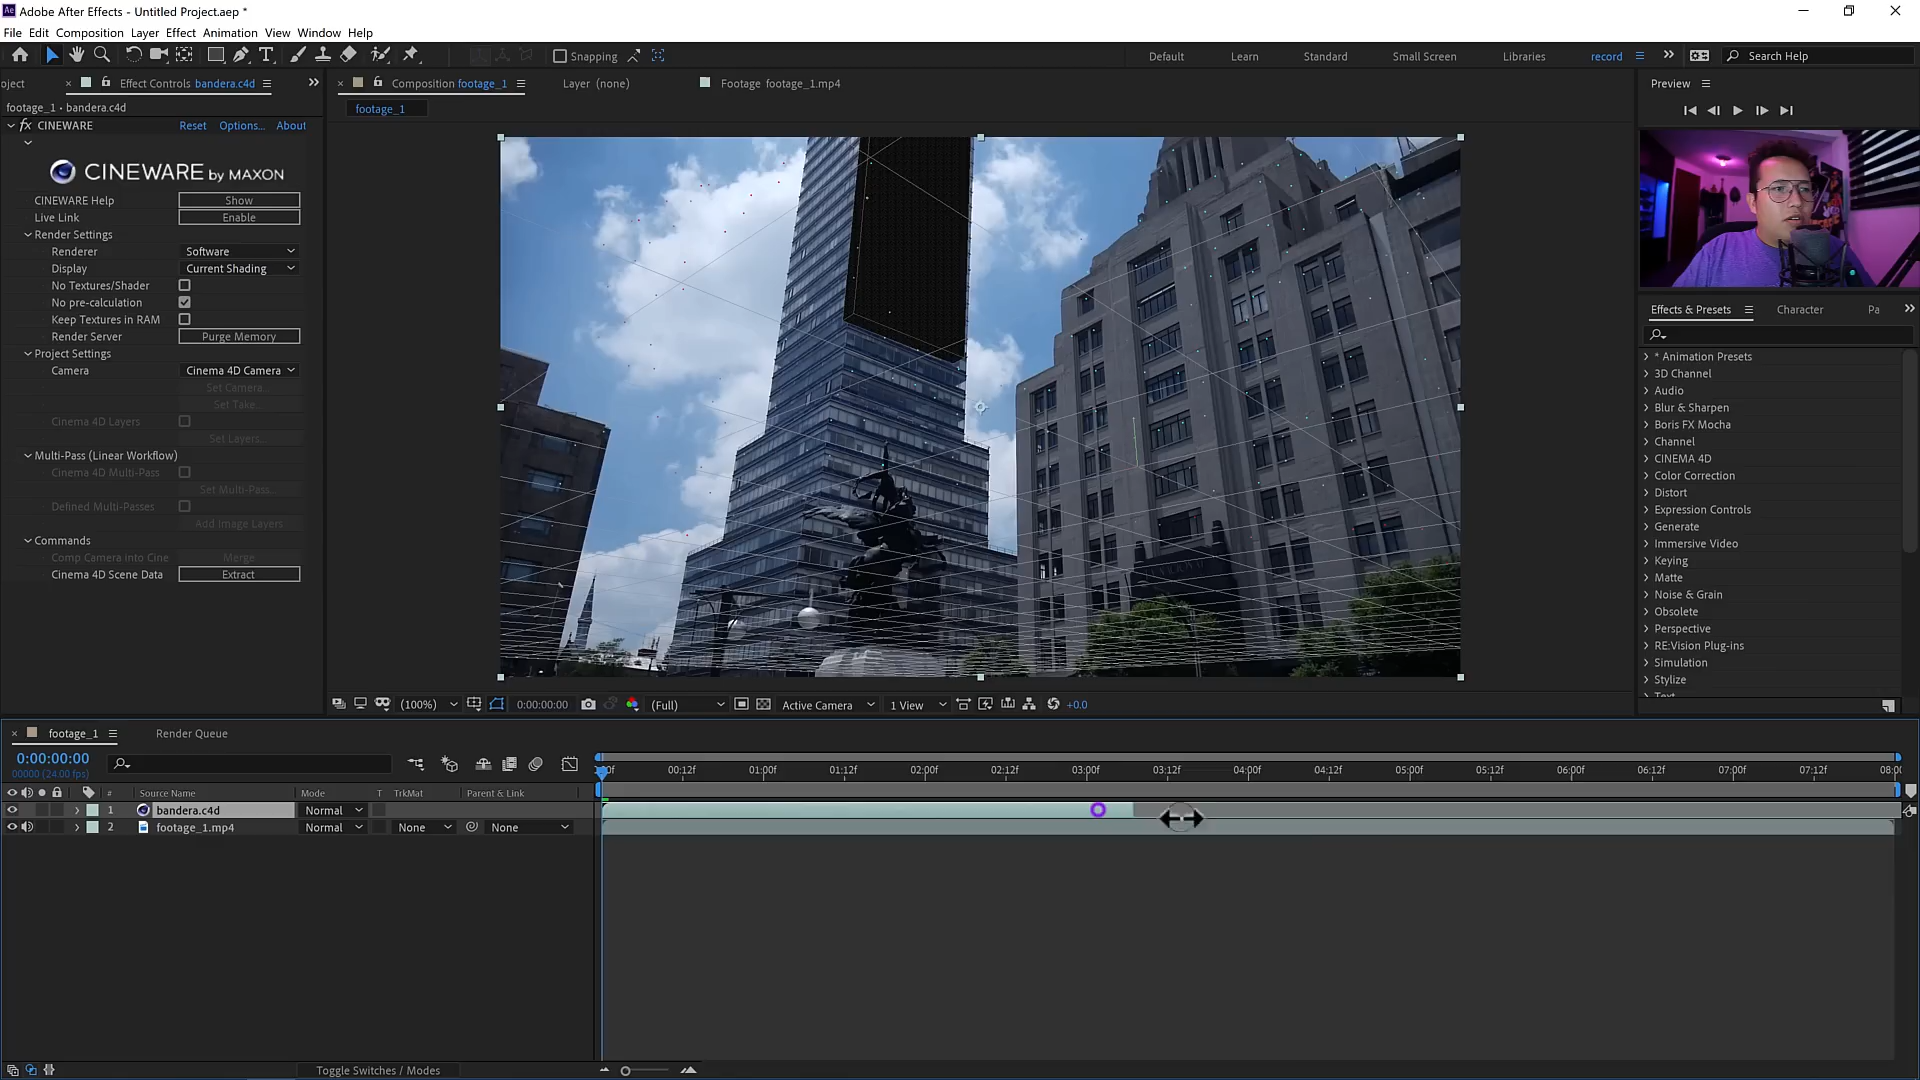 Ae Adobe After Effects - Untitled Project.aep *
File Edit Composition Layer Effect Animation View Window Help
Snapping Default Learn Standard Small Screen Libraries record Search Help
oject Effect Controls bandera.c4d
Composition footage_1 Layer (none) Footage footage_1.mp4
Preview
footage_1 • bandera.c4d
footage_1
fx CINEWARE Reset Options... About
CINEWARE by MAXON
CINEWARE Help Show
Live Link Enable
Render Settings
Renderer Software
Display Current Shading
No Textures/Shader
No pre-calculation
Keep Textures in RAM
Render Server Purge Memory
Project Settings
Camera Cinema 4D Camera
Set Camera...
Set Take...
Cinema 4D Layers
Set Layers...
Multi-Pass (Linear Workflow)
Cinema 4D Multi-Pass
Set Multi-Pass...
Defined Multi-Passes
Add Image Layers
Commands
Comp Camera into Cine Merge
Cinema 4D Scene Data Extract
Effects & Presets Character Pa
* Animation Presets
3D Channel
Audio
Blur & Sharpen
Boris FX Mocha
Channel
CINEMA 4D
Color Correction
Distort
Expression Controls
Generate
Immersive Video
Keying
Matte
Noise & Grain
Obsolete
Perspective
RE:Vision Plug-ins
Simulation
Stylize
Text
(100%) 0:00:00:00 (Full) Active Camera 1 View +0.0
footage_1 Render Queue
0:00:00:00
00000 (24.00 fps)
00f 00:12f 01:00f 01:12f 02:00f 02:12f 03:00f 03:12f 04:00f 04:12f 05:00f 05:12f 06:00f 06:12f 07:00f 07:12f 08:0
# Source Name Mode T TrkMat Parent & Link
1 bandera.c4d Normal
2 footage_1.mp4 Normal None None
Toggle Switches / Modes